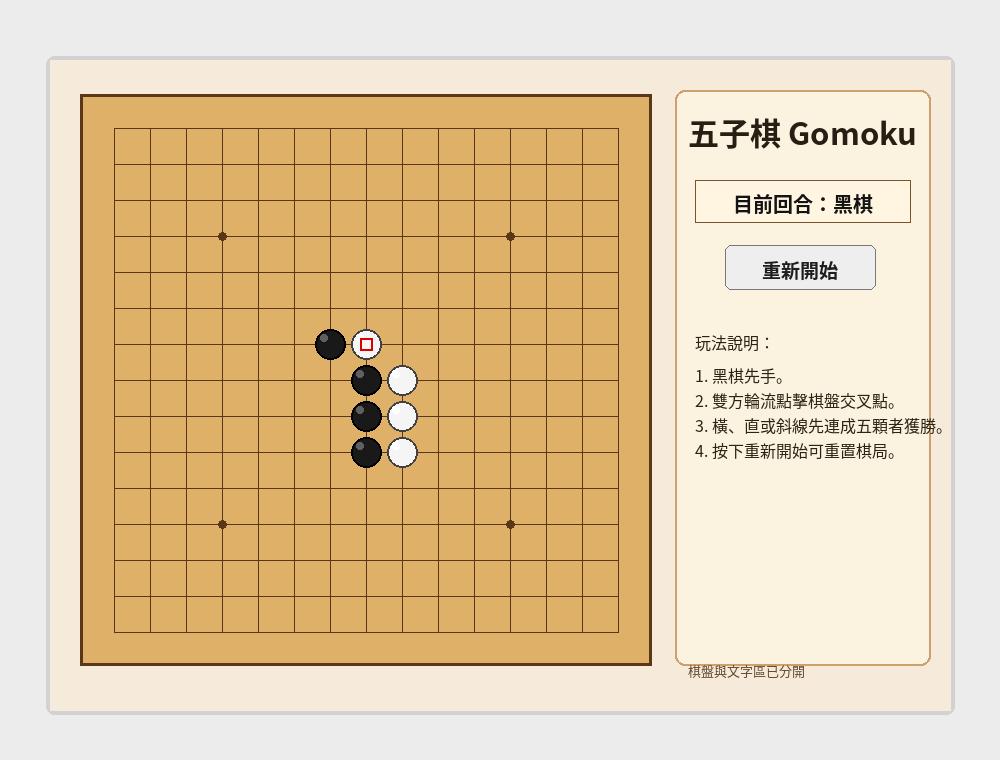 五子棋 Gomoku
目前回合：黑棋
重新開始
玩法說明：
1. 黑棋先手。
2. 雙方輪流點擊棋盤交叉點。
3. 橫、直或斜線先連成五顆者獲勝。
4. 按下重新開始可重置棋局。
棋盤與文字區已分開